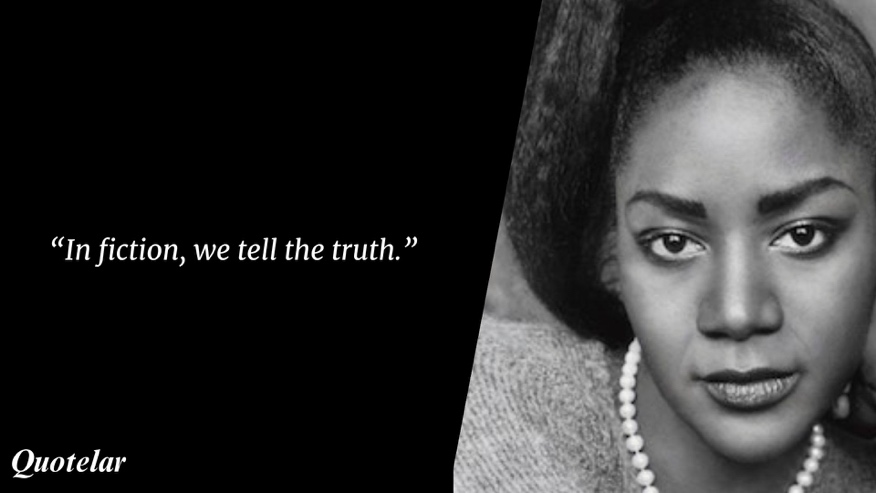 “In fiction, we tell the truth.”
Quotelar